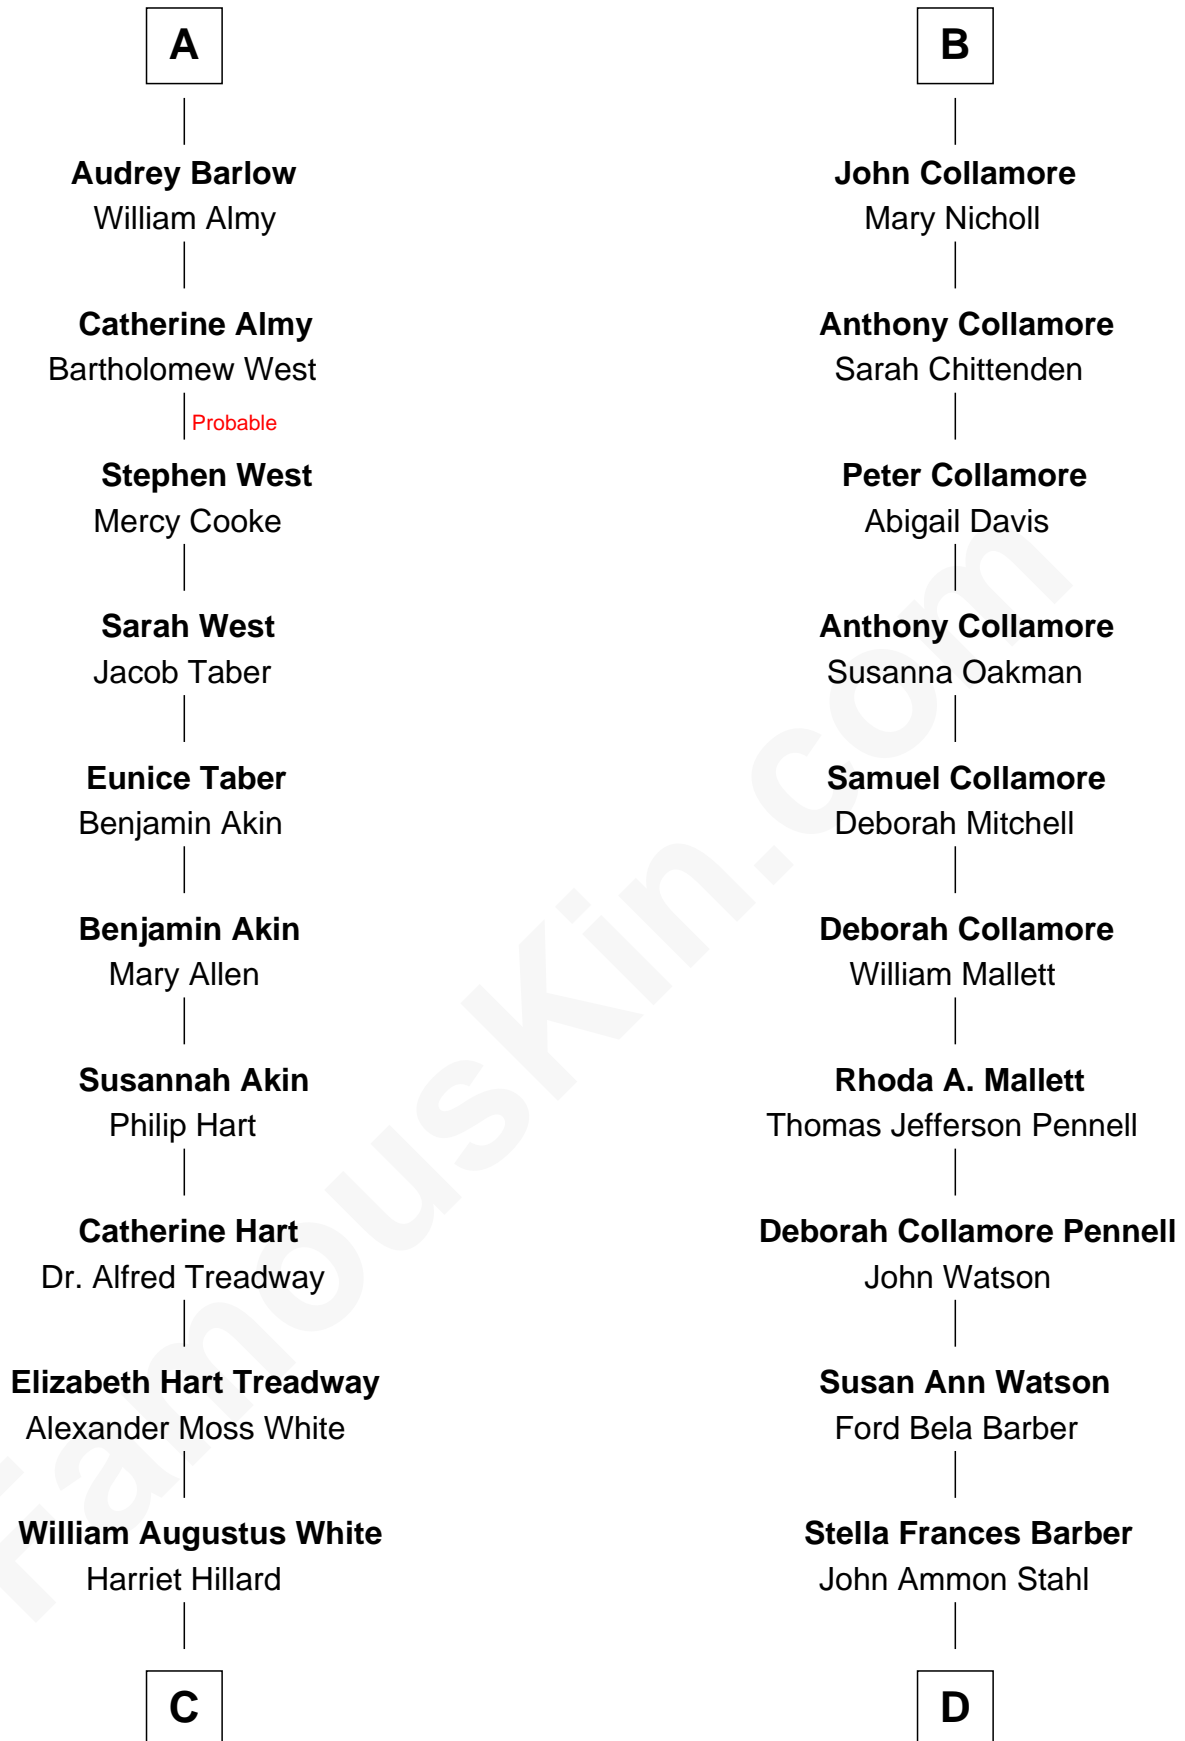 A
Audrey Barlow
William Almy
Catherine Almy
Bartholomew West
Probable
Stephen West
Mercy Cooke
Sarah West
Jacob Taber
Eunice Taber
Benjamin Akin
Benjamin Akin
Mary Allen
Susannah Akin
Philip Hart
Catherine Hart
Dr. Alfred Treadway
Elizabeth Hart Treadway
Alexander Moss White
William Augustus White
Harriet Hillard
C
B
John Collamore
Mary Nicholl
Anthony Collamore
Sarah Chittenden
Peter Collamore
Abigail Davis
Anthony Collamore
Susanna Oakman
Samuel Collamore
Deborah Mitchell
Deborah Collamore
William Mallett
Rhoda A. Mallett
Thomas Jefferson Pennell
Deborah Collamore Pennell
John Watson
Susan Ann Watson
Ford Bela Barber
Stella Frances Barber
John Ammon Stahl
D
FamousKin.com